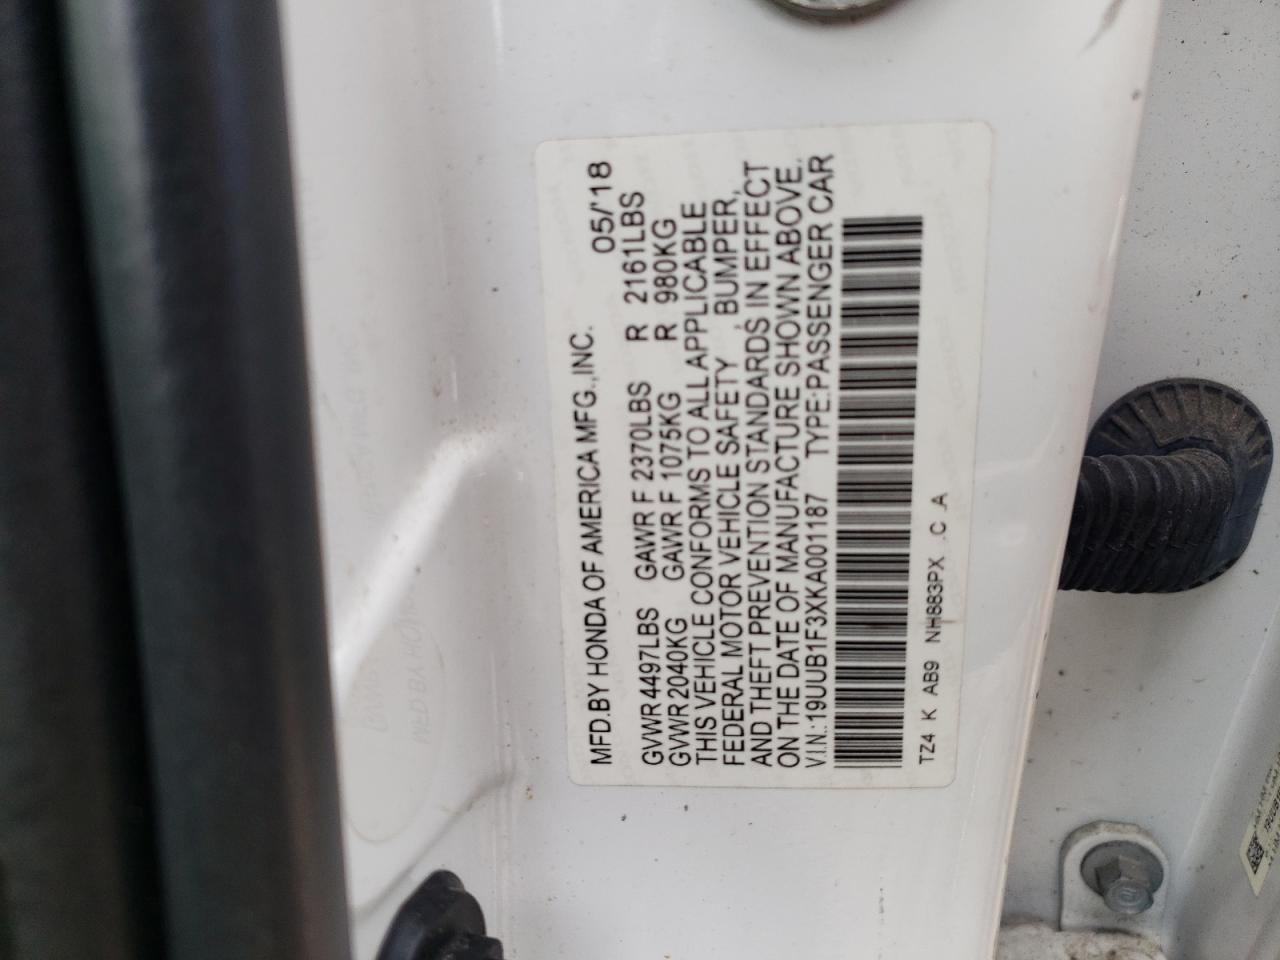 MFD.BY HONDA OF AMERICA MFG.,INC. 05/'18
GVWR 4497LBS GAWR F 2370LBS R 2161LBS
GVWR 2040KG GAWR F 1075KG R 980KG
THIS VEHICLE CONFORMS TO ALL APPLICABLE
FEDERAL MOTOR VEHICLE SAFETY , BUMPER,
AND THEFT PREVENTION STANDARDS IN EFFECT
ON THE DATE OF MANUFACTURE SHOWN ABOVE.
V.I.N.:19UUB1F3XKA001187 TYPE:PASSENGER CAR
TZ4 K AB9 NH883PX .C .A